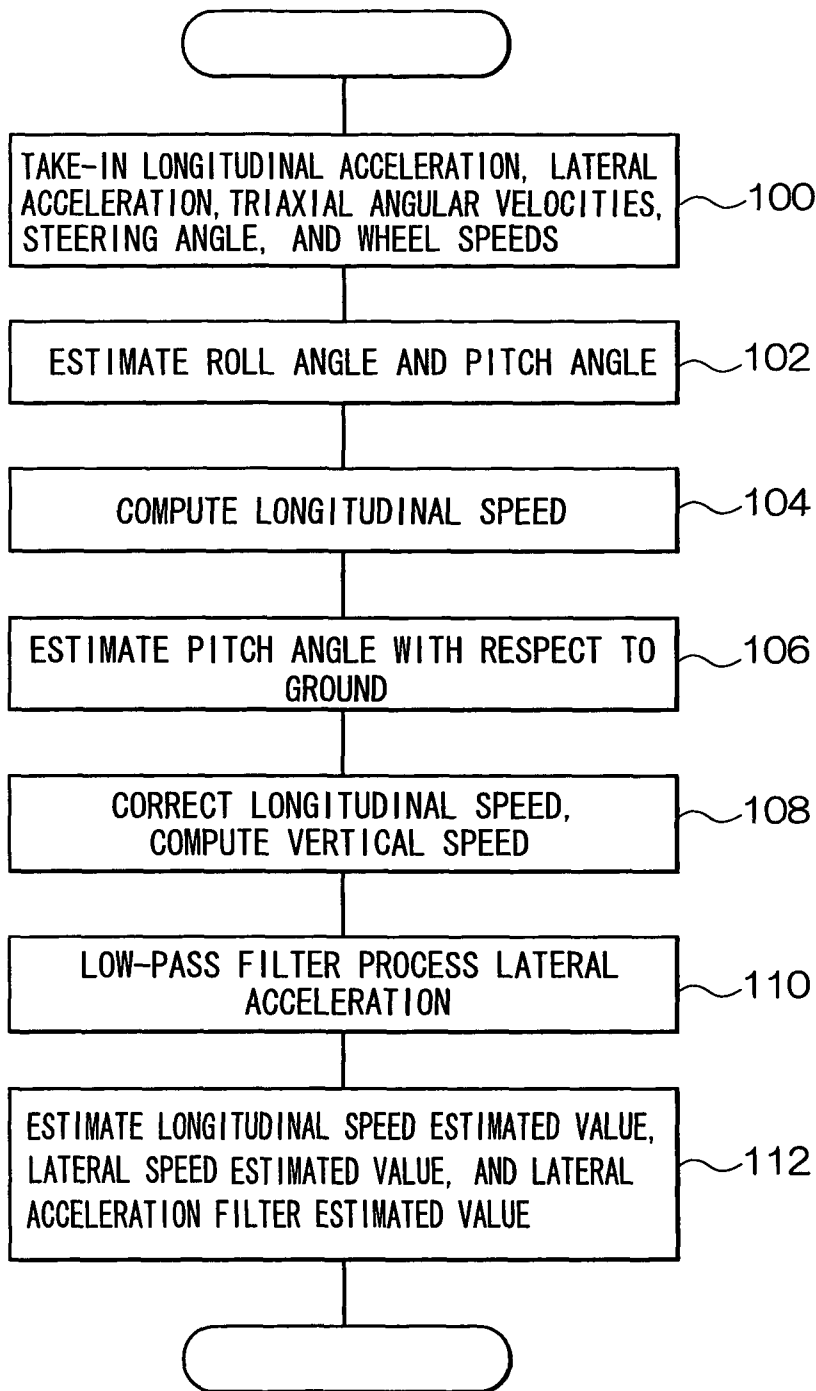 TAKE-IN LONGITUDINAL ACCELERATION, LATERAL
ACCELERATION, TRIAXIAL ANGULAR VELOCITIES,
STEERING ANGLE, AND WHEEL SPEEDS
100
ESTIMATE ROLL ANGLE AND PITCH ANGLE
102
COMPUTE LONGITUDINAL SPEED
104
ESTIMATE PITCH ANGLE WITH RESPECT TO
GROUND
106
CORRECT LONGITUDINAL SPEED,
COMPUTE VERTICAL SPEED
108
LOW-PASS FILTER PROCESS LATERAL
ACCELERATION
110
ESTIMATE LONGITUDINAL SPEED ESTIMATED VALUE,
LATERAL SPEED ESTIMATED VALUE, AND LATERAL
ACCELERATION FILTER ESTIMATED VALUE
112